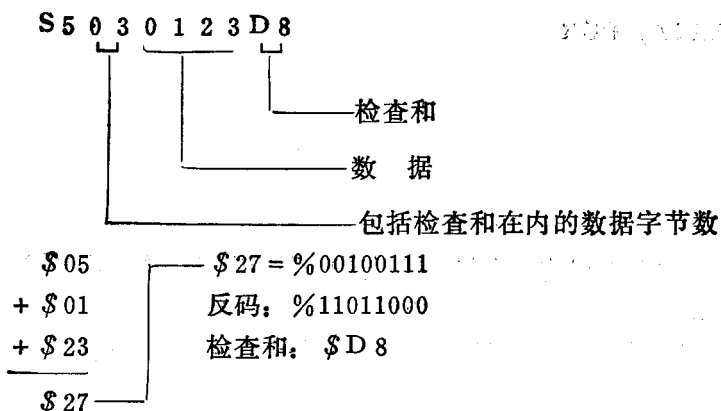 S5030123D8
检查和
数 据
包括检查和在内的数据字节数
$05 $27=%00100111
+ $01 反码：%11011000
+ $23 检查和：$D8
$27